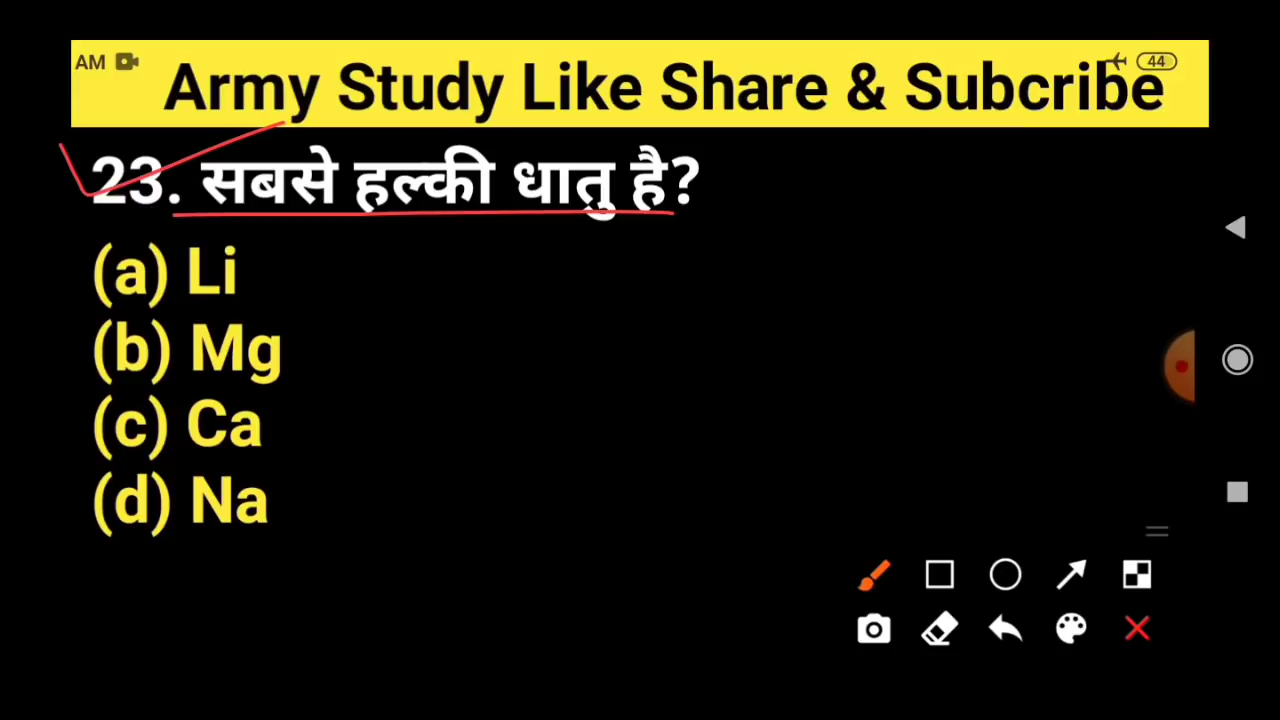 AM 44
Army Study Like Share & Subcribe
23. सबसे हल्की धातु है?
(a) Li
(b) Mg
(c) Ca
(d) Na